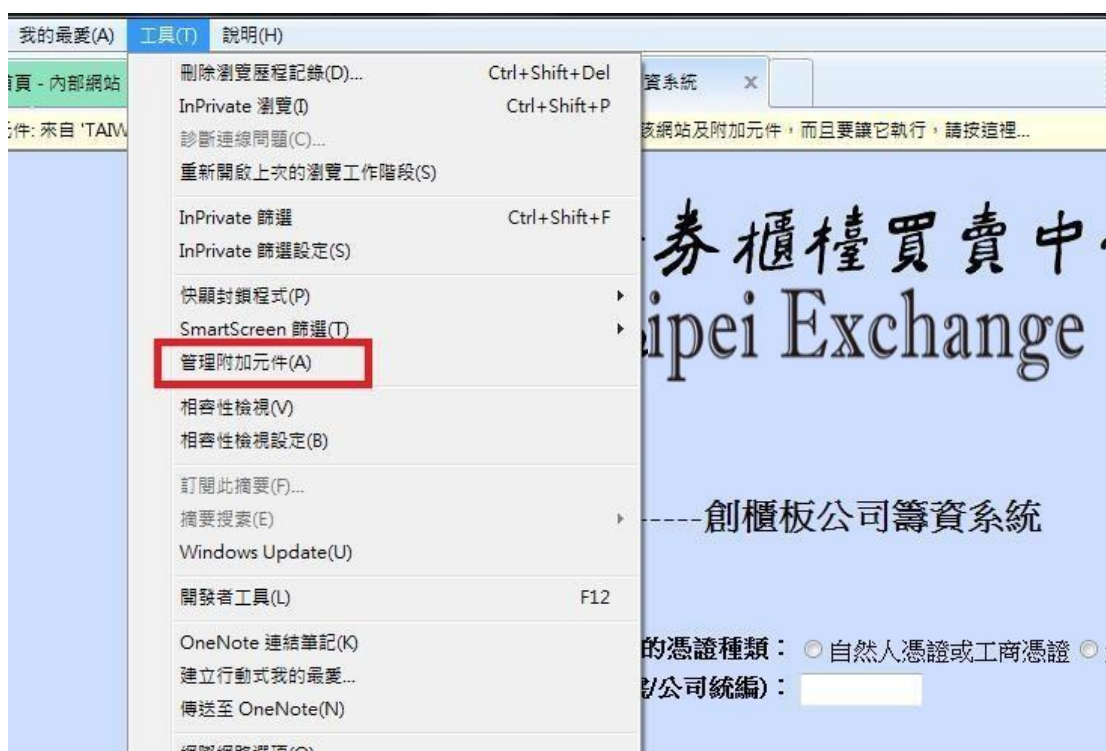 我的最愛(A) 工具(T) 說明(H)
頁 - 內部網站
資系統
件: 來自 'TAIW
網站及附加元件，而且要讓它執行，請按這裡...
刪除瀏覽歷程記錄(D)... Ctrl+Shift+Del
InPrivate 瀏覽(I) Ctrl+Shift+P
診斷連線問題(C)...
重新開啟上次的瀏覽工作階段(S)
InPrivate 篩選 Ctrl+Shift+F
InPrivate 篩選設定(S)
快顯封鎖程式(P)
SmartScreen 篩選(T)
管理附加元件(A)
相容性檢視(V)
相容性檢視設定(B)
訂閱此摘要(F)...
摘要搜索(E)
Windows Update(U)
開發者工具(L) F12
OneNote 連結筆記(K)
建立行動式我的最愛...
傳送至 OneNote(N)
網際網路選項(O)
券櫃檯買賣中
ipei Exchange
-----創櫃板公司籌資系統
的憑證種類： 自然人憑證或工商憑證
/公司統編)：